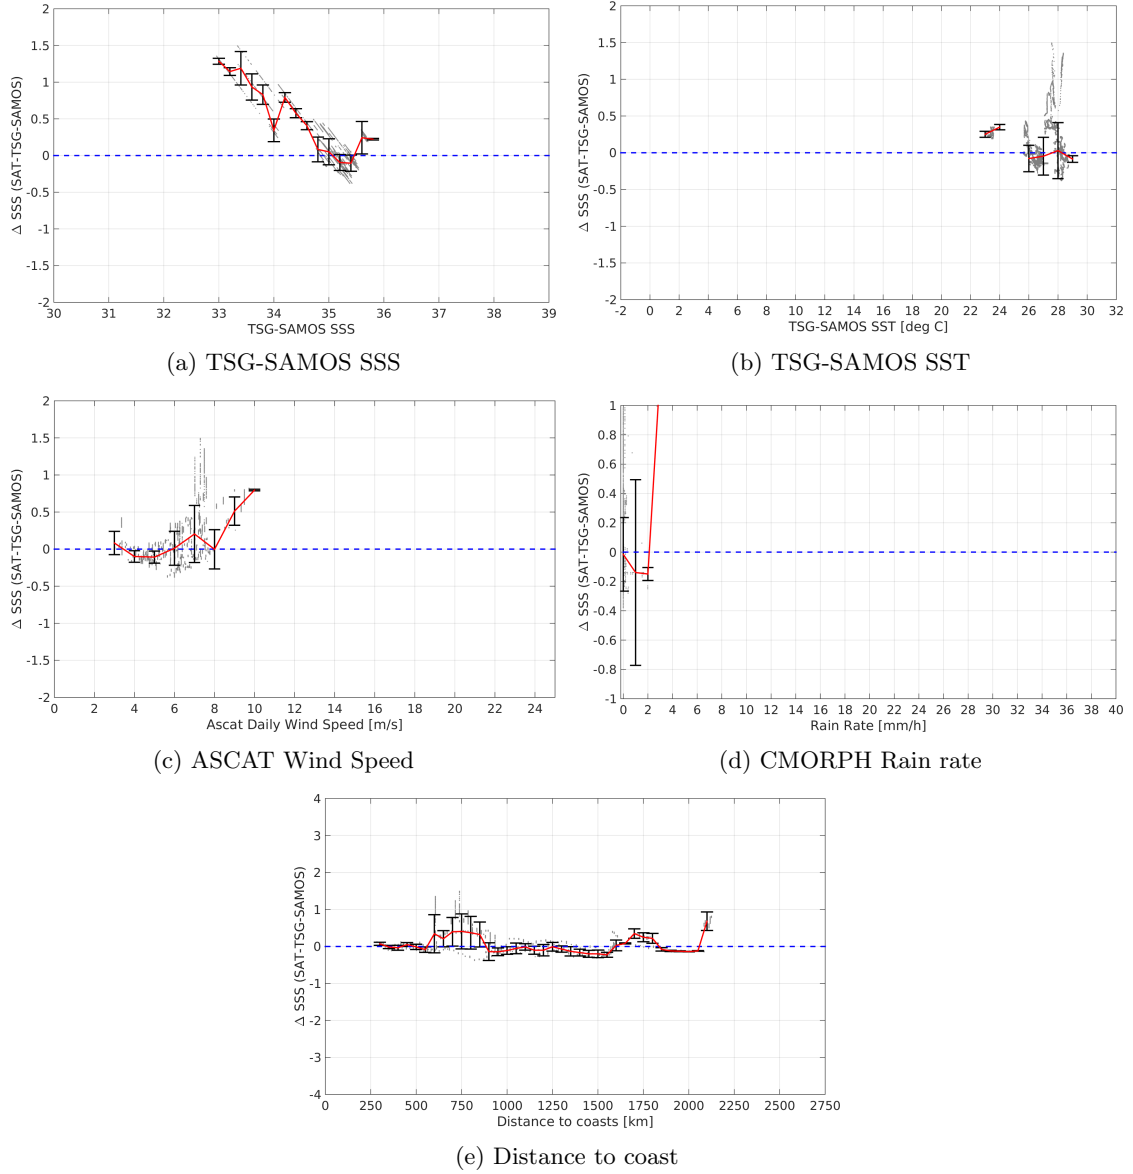 Δ SSS (SAT-TSG-SAMOS)
2
1.5
1
0.5
0
-0.5
-1
-1.5
-2
30 31 32 33 34 35 36 37 38 39
TSG-SAMOS SSS
(a) TSG-SAMOS SSS
Δ SSS (SAT-TSG-SAMOS)
2
1.5
1
0.5
0
-0.5
-1
-1.5
-2
-2 0 2 4 6 8 10 12 14 16 18 20 22 24 26 28 30 32
TSG-SAMOS SST [deg C]
(b) TSG-SAMOS SST
Δ SSS (SAT-TSG-SAMOS)
2
1.5
1
0.5
0
-0.5
-1
-1.5
-2
0 2 4 6 8 10 12 14 16 18 20 22 24
Ascat Daily Wind Speed [m/s]
(c) ASCAT Wind Speed
Δ SSS (SAT-TSG-SAMOS)
1
0.8
0.6
0.4
0.2
0
-0.2
-0.4
-0.6
-0.8
-1
0 2 4 6 8 10 12 14 16 18 20 22 24 26 28 30 32 34 36 38 40
Rain Rate [mm/h]
(d) CMORPH Rain rate
Δ SSS (SAT-TSG-SAMOS)
4
3
2
1
0
-1
-2
-3
-4
0 250 500 750 1000 1250 1500 1750 2000 2250 2500 2750
Distance to coasts [km]
(e) Distance to coast